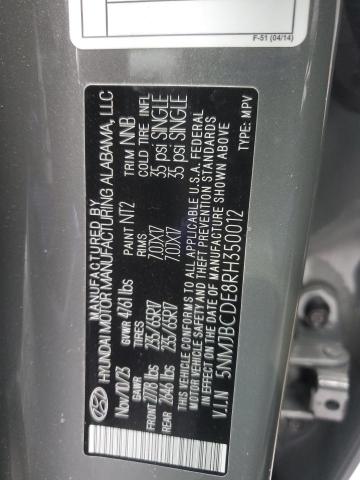 F-51 (04/14)
MANUFACTURED BY
HYUNDAI MOTOR MANUFACTURING ALABAMA, LLC
Nov/10/23 GVWR 4761 lbs PAINT NT2 TRIM NNB
GAWR TIRES RIMS COLD TIRE INFL
FRONT 2778 lbs 235/65R17 7.0DX17 35 psi SINGLE
REAR 2646 lbs 235/65R17 7.0DX17 35 psi SINGLE
THIS VEHICLE CONFORMS TO ALL APPLICABLE U.S.A. FEDERAL
MOTOR VEHICLE SAFETY AND THEFT PREVENTION STANDARDS
IN EFFECT ON THE DATE OF MANUFACTURE SHOWN ABOVE
V.I.N 5NMJBCDE8RH350012 TYPE: MPV